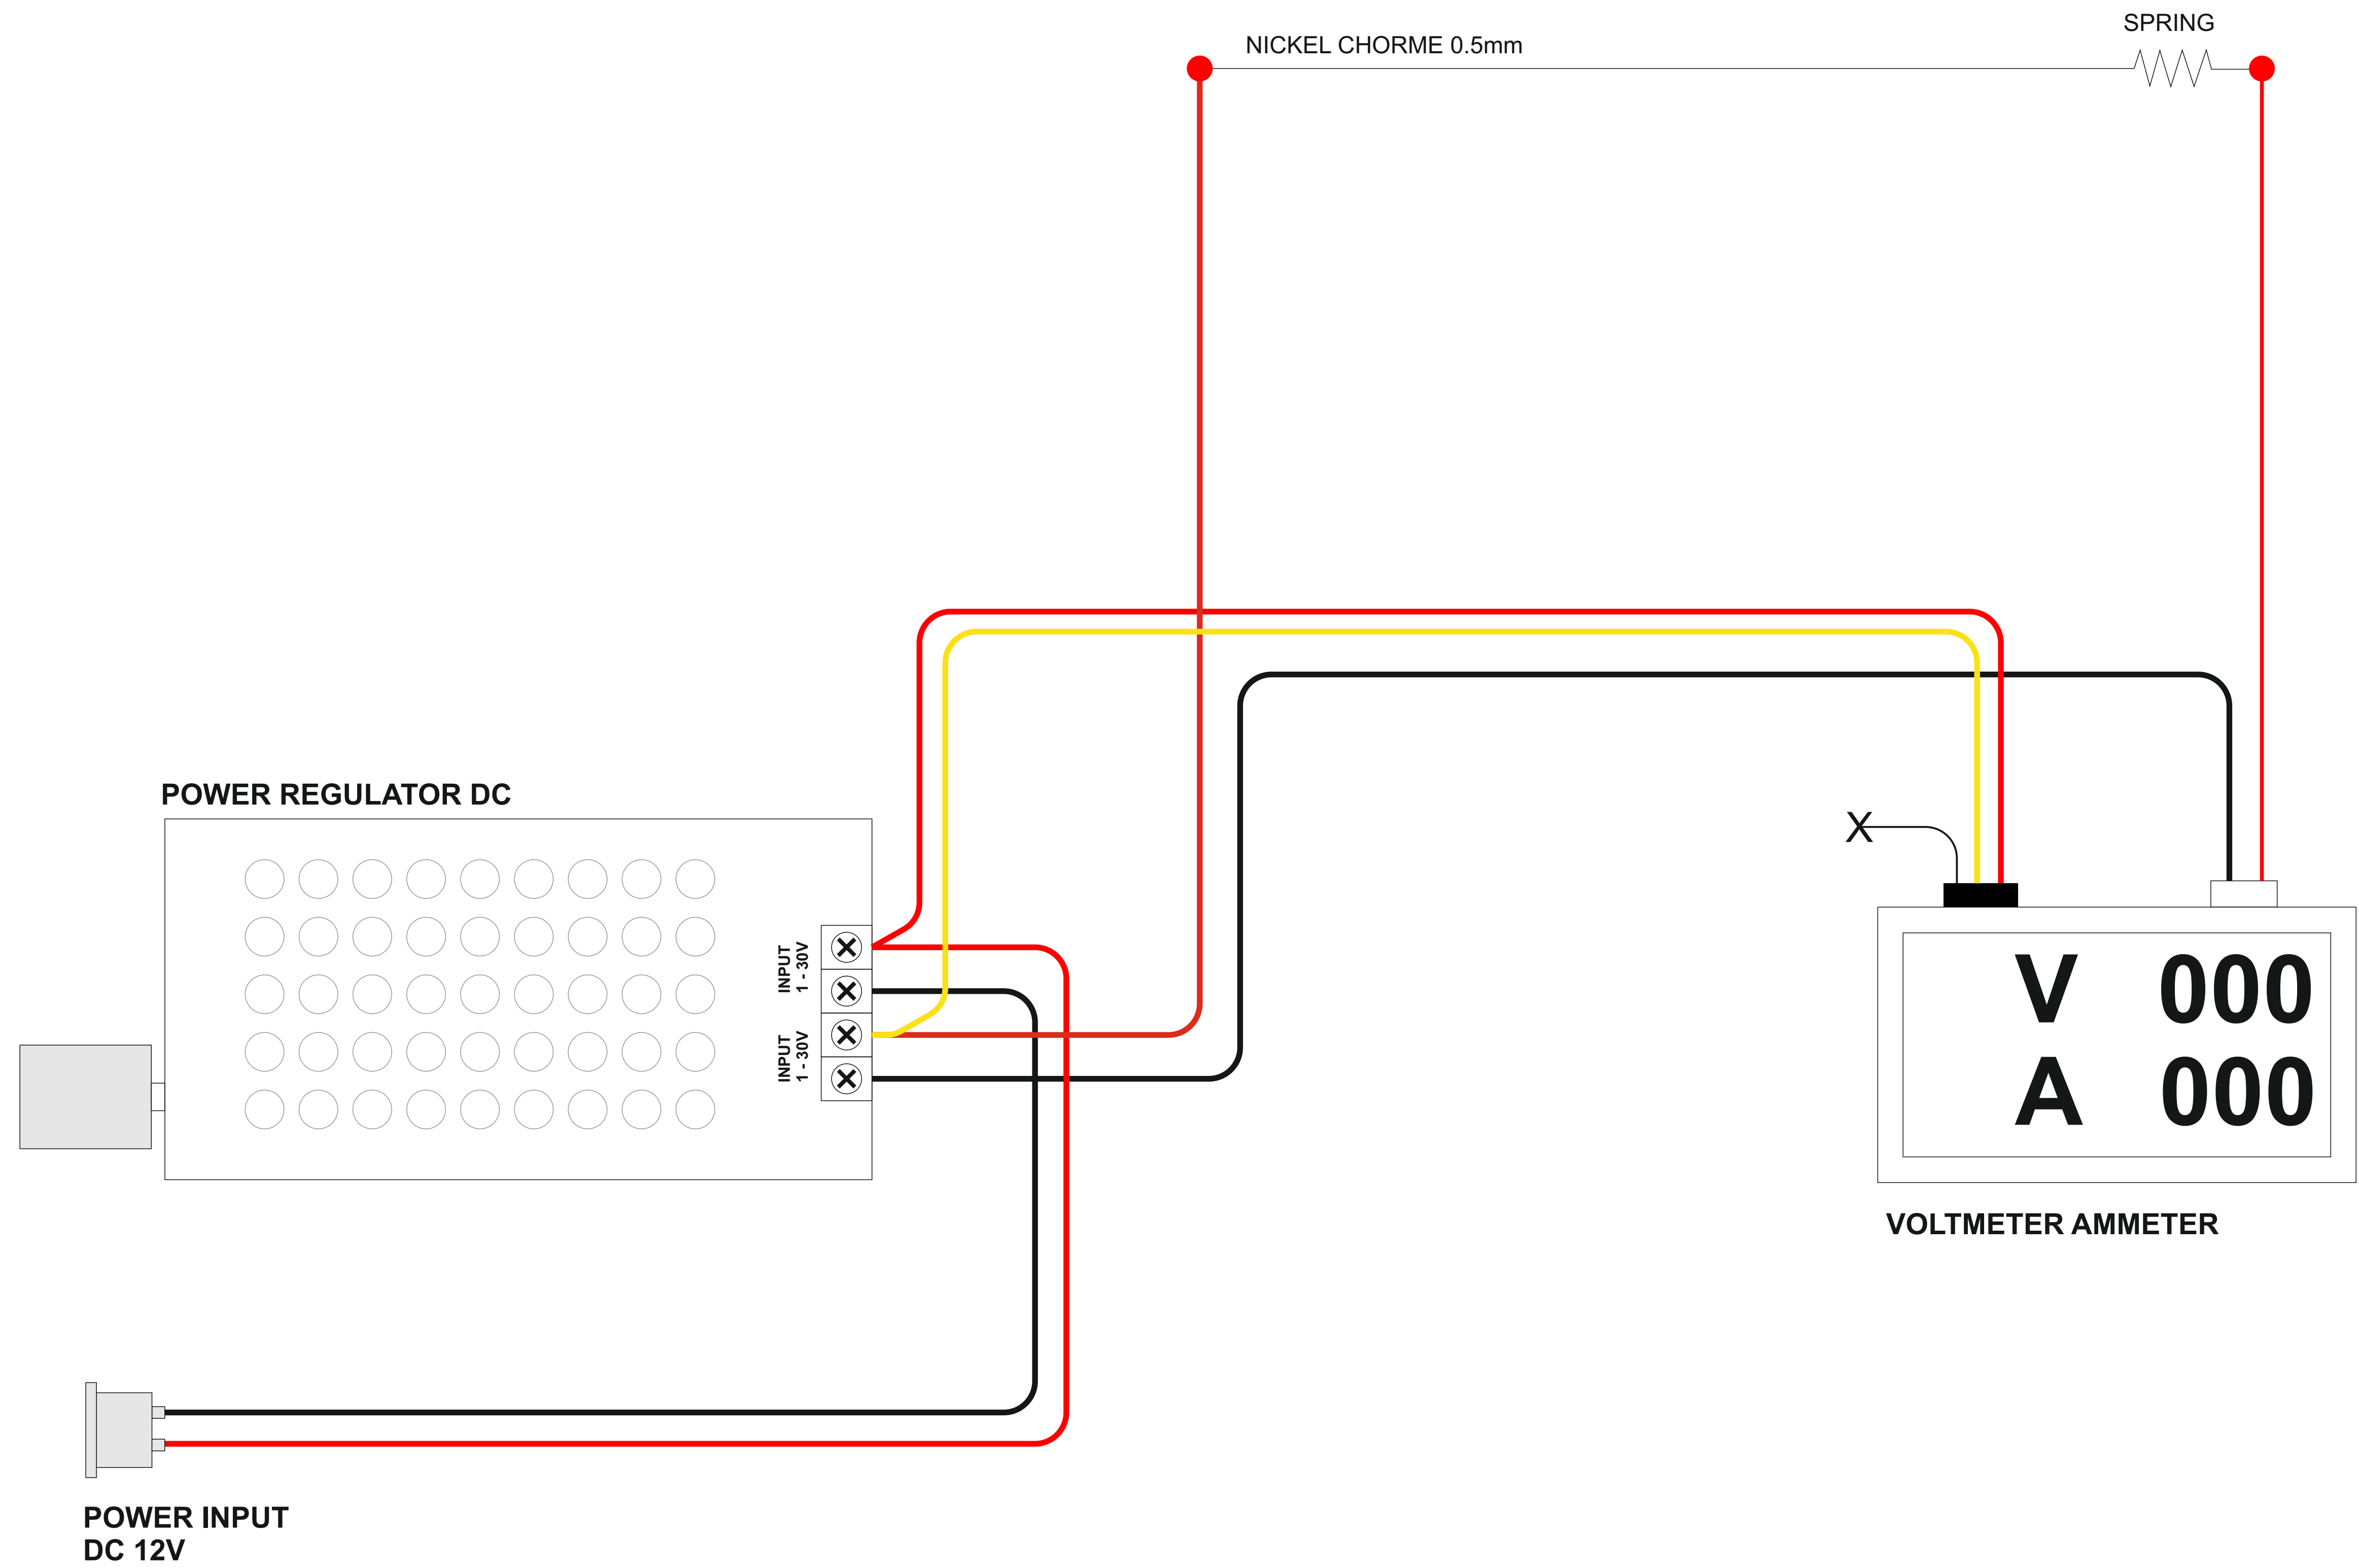 SPRING
NICKEL CHORME 0.5mm
POWER REGULATOR DC
INPUT
1 - 30V
INPUT
1 - 30V
X
V 000
A 000
VOLTMETER AMMETER
POWER INPUT
DC 12V